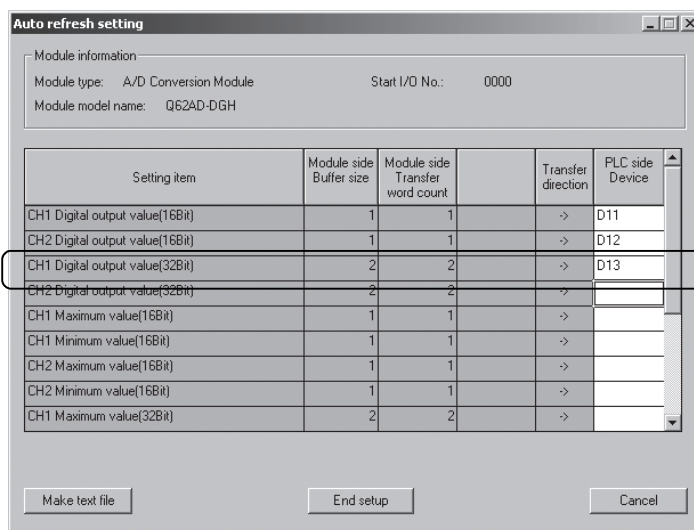 Auto refresh setting
Module information
Module type: A/D Conversion Module Start I/O No.: 0000
Module model name: Q62AD-DGH
Setting item Module side Buffer size Module side Transfer word count Transfer direction PLC side Device
CH1 Digital output value(16Bit) 1 1 -> D11
CH2 Digital output value(16Bit) 1 1 -> D12
CH1 Digital output value(32Bit) 2 2 -> D13
CH2 Digital output value(32Bit) 2 2 ->
CH1 Maximum value(16Bit) 1 1 ->
CH1 Minimum value(16Bit) 1 1 ->
CH2 Maximum value(16Bit) 1 1 ->
CH2 Minimum value(16Bit) 1 1 ->
CH1 Maximum value(32Bit) 2 2 ->
Make text file End setup Cancel